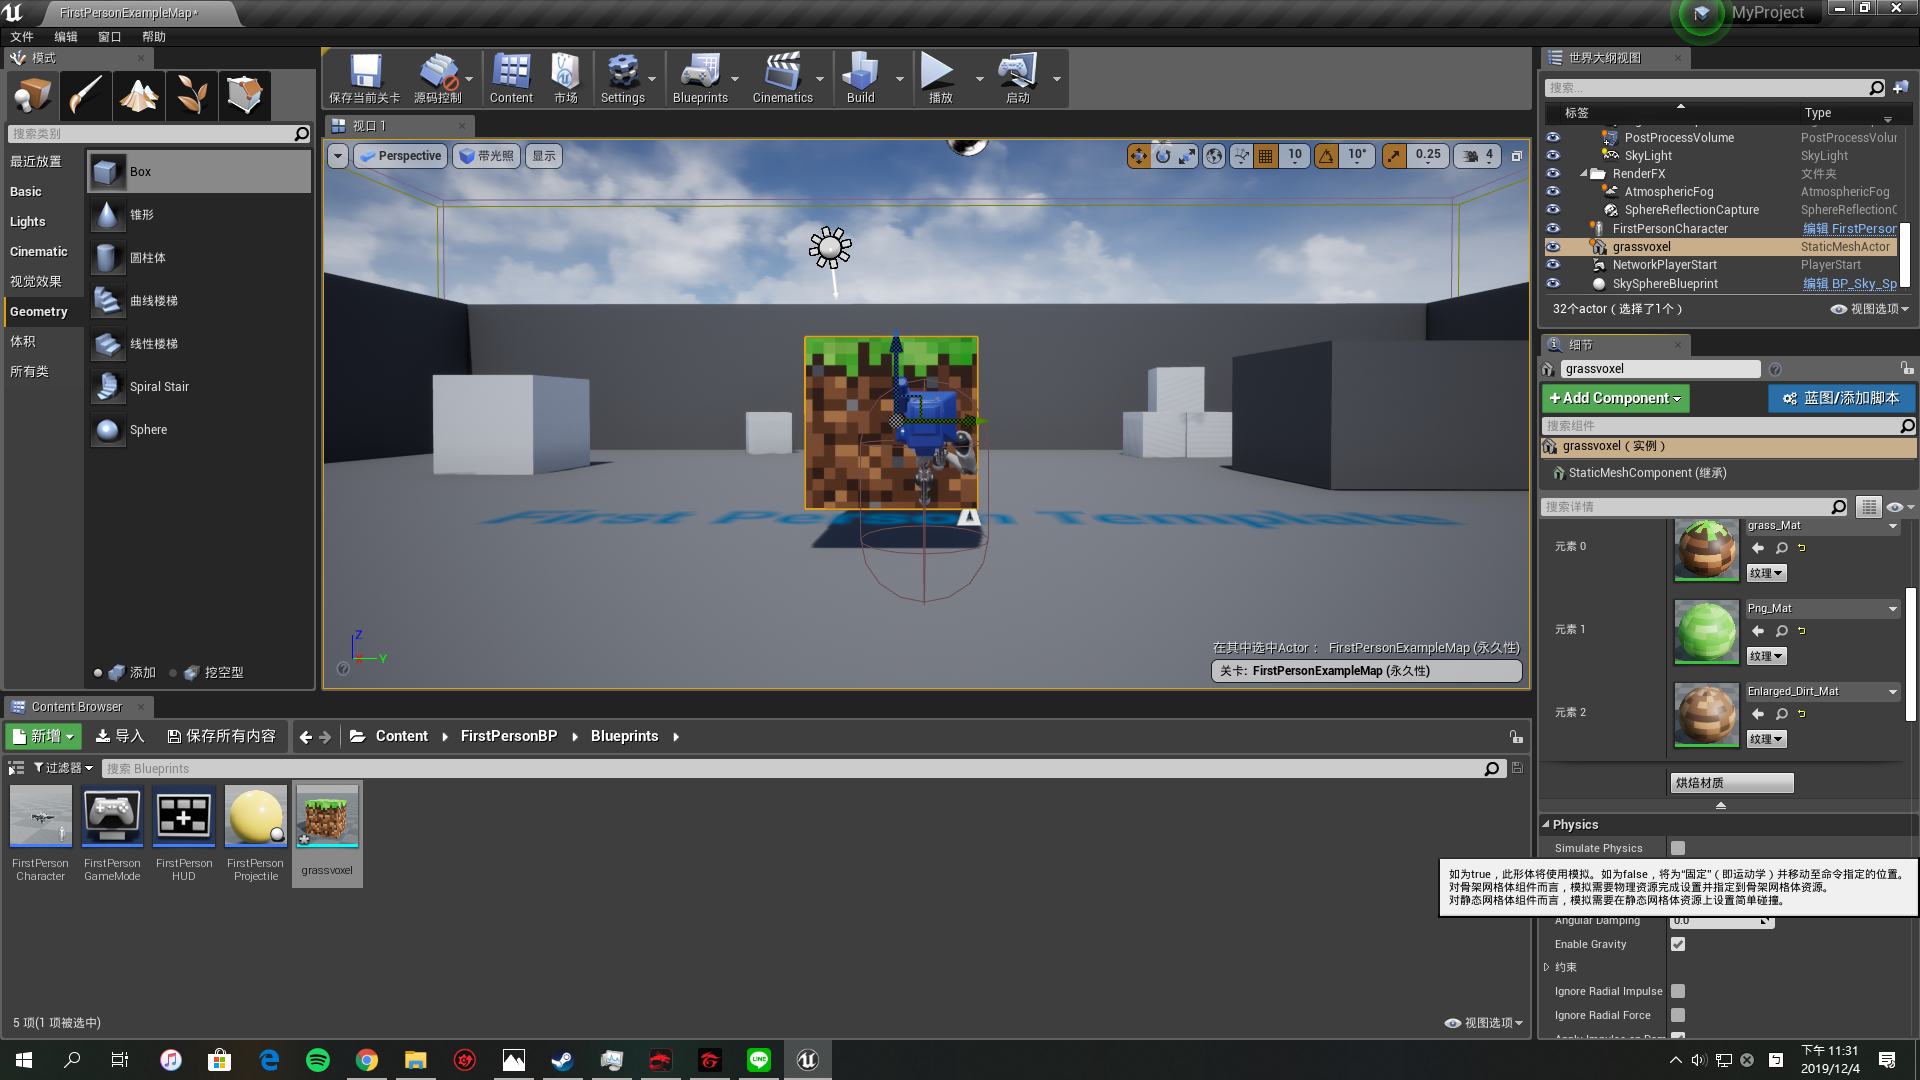 FirstPersonExampleMap*
MyProject
文件
编辑
窗口
帮助
模式
搜索类别
最近放置
Basic
Lights
Cinematic
视觉效果
Geometry
体积
所有类
Box
锥形
圆柱体
曲线楼梯
线性楼梯
Spiral Stair
Sphere
添加
挖空型
保存当前关卡
源码控制
Content
市场
Settings
Blueprints
Cinematics
Build
播放
启动
视口 1
Perspective
带光照
显示
10
10°
0.25
4
First Person Template
Z
Y
在其中选中Actor： FirstPersonExampleMap (永久性)
关卡: FirstPersonExampleMap (永久性)
世界大纲视图
搜索...
标签
Type
PostProcessVolume
PostProcessVolur
SkyLight
SkyLight
RenderFX
文件夹
AtmosphericFog
AtmosphericFog
SphereReflectionCapture
SphereReflectionC
FirstPersonCharacter
编辑 FirstPerson
grassvoxel
StaticMeshActor
NetworkPlayerStart
PlayerStart
SkySphereBlueprint
编辑 BP_Sky_Sp
32个actor（选择了1个）
视图选项
细节
grassvoxel
Add Component
蓝图/添加脚本
搜索组件
grassvoxel（实例）
StaticMeshComponent (继承)
搜索详情
元素 0
grass_Mat
纹理
元素 1
Png_Mat
纹理
元素 2
Enlarged_Dirt_Mat
纹理
烘焙材质
Physics
Simulate Physics
如为true，此形体将使用模拟。如为false，将为“固定”（即运动学）并移动至命令指定的位置。
对骨架网格体组件而言，模拟需要物理资源完成设置并指定到骨架网格体资源。
对静态网格体组件而言，模拟需要在静态网格体资源上设置简单碰撞。
Angular Damping
0.0
Enable Gravity
约束
Ignore Radial Impulse
Ignore Radial Force
Content Browser
新增
导入
保存所有内容
Content
FirstPersonBP
Blueprints
过滤器
搜索 Blueprints
FirstPerson
Character
FirstPerson
GameMode
FirstPerson
HUD
FirstPerson
Projectile
grassvoxel
5 项(1 项被选中)
视图选项
LINE
下午 11:31
2019/12/4